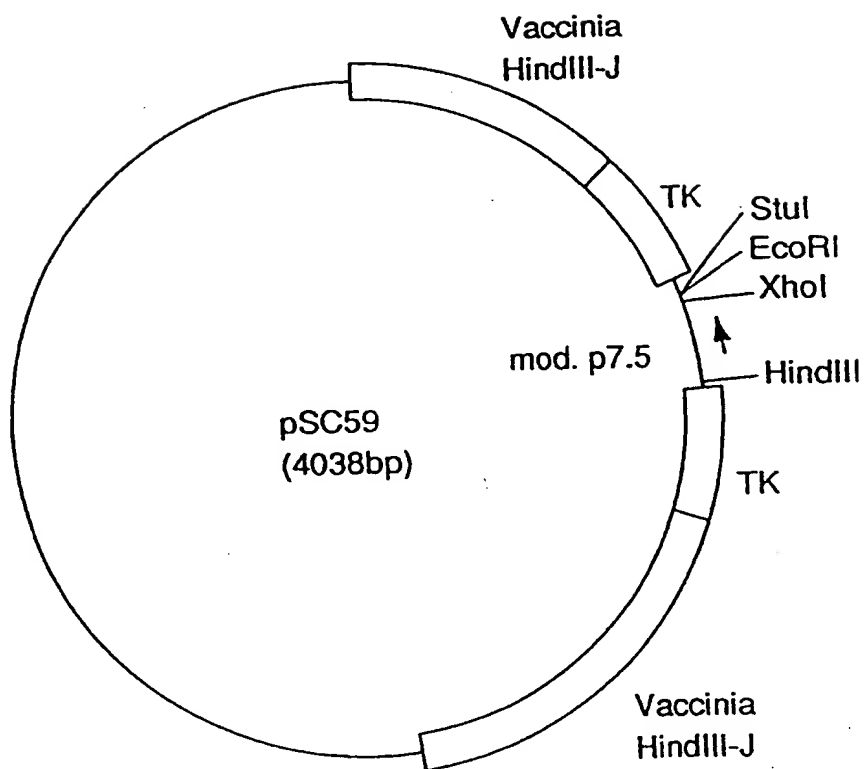 Vaccinia
HindIII-J
TK
StuI
EcoRI
XhoI
mod. p7.5
HindIII
pSC59
(4038bp)
TK
Vaccinia
HindIII-J